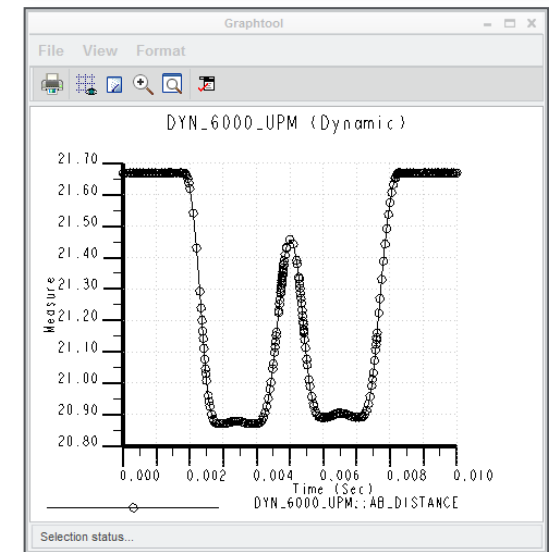 Graphtool
File View Format
DYN_6000_UPM (Dynamic)
21.70
21.60
21.50
21.40
21.30
21.20
21.10
21.00
20.90
20.80
Measure
0.000 0.002 0.004 0.006 0.008 0.010
Time (Sec)
DYN_6000_UPM::AB_DISTANCE
Selection status...